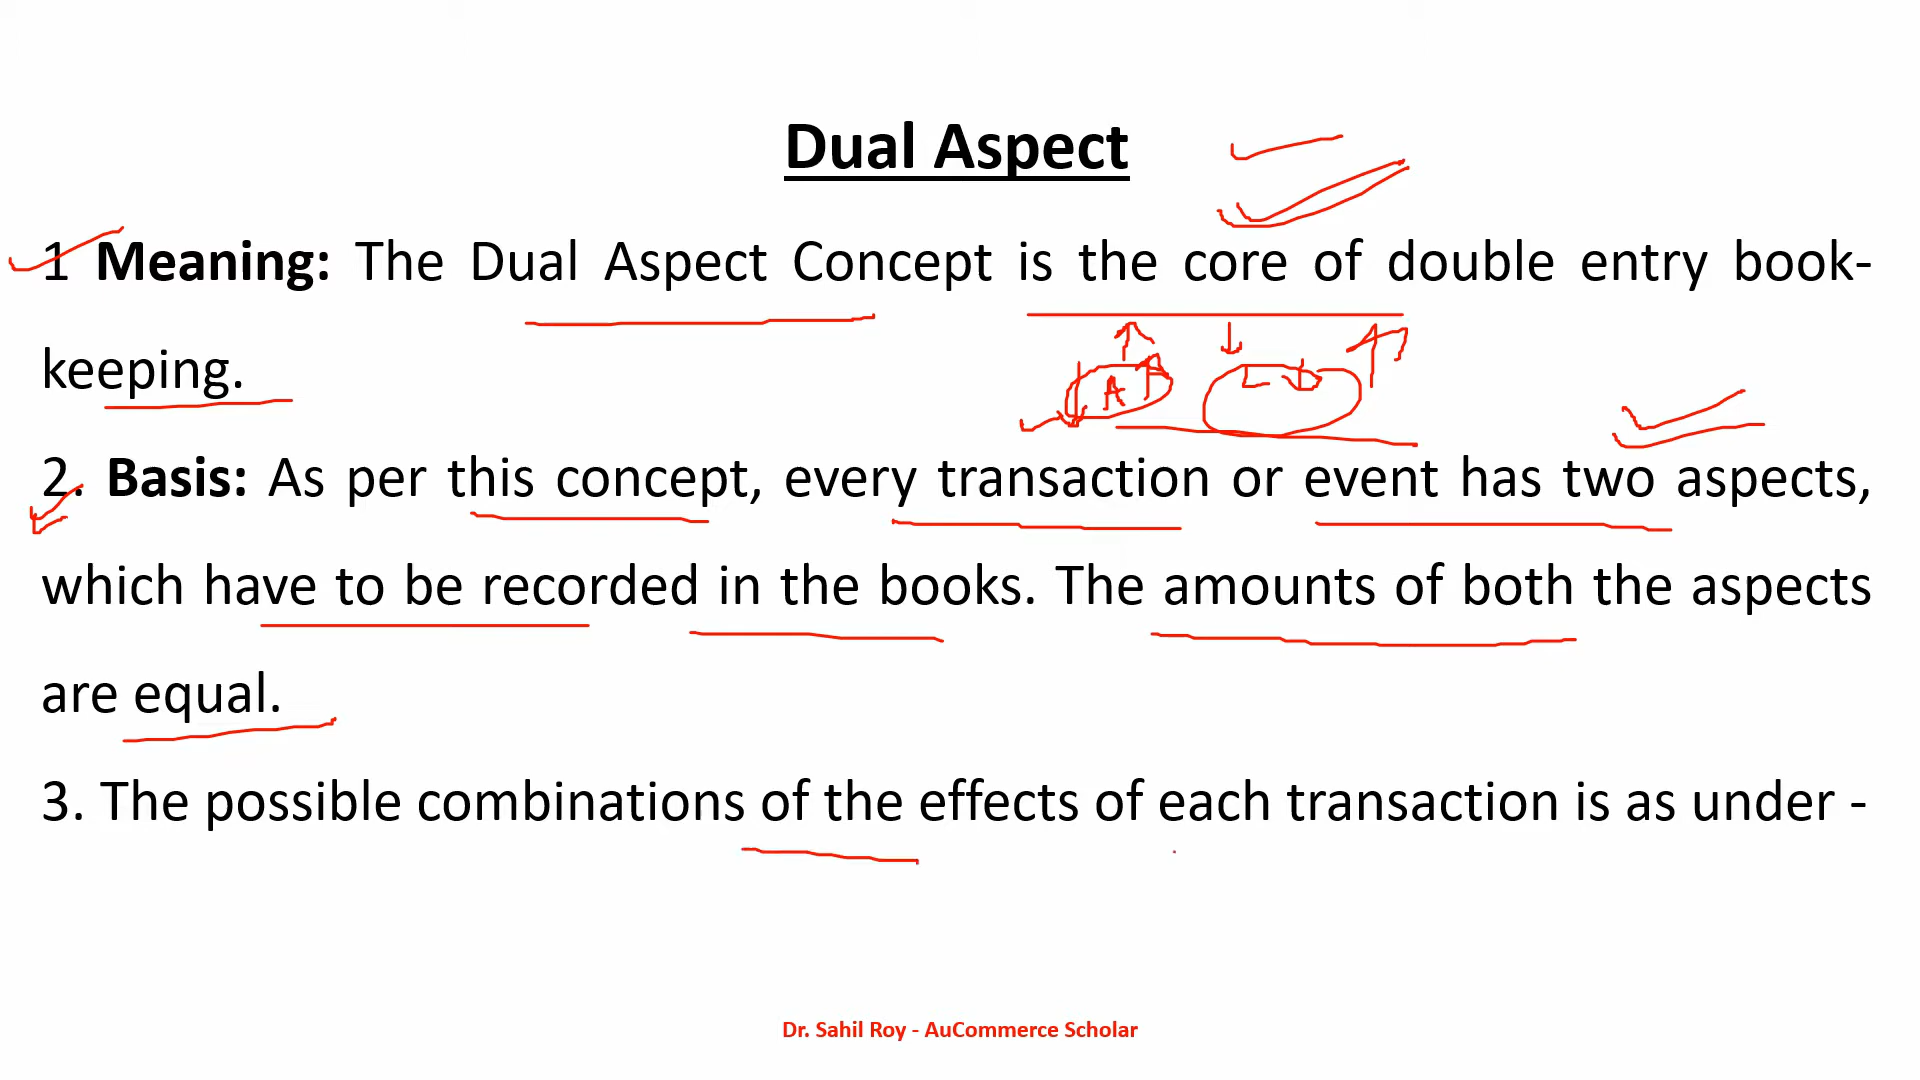 Dual Aspect
1 Meaning: The Dual Aspect Concept is the core of double entry book-
keeping.
A L
2. Basis: As per this concept, every transaction or event has two aspects,
which have to be recorded in the books. The amounts of both the aspects
are equal.
3. The possible combinations of the effects of each transaction is as under -
Dr. Sahil Roy - AuCommerce Scholar